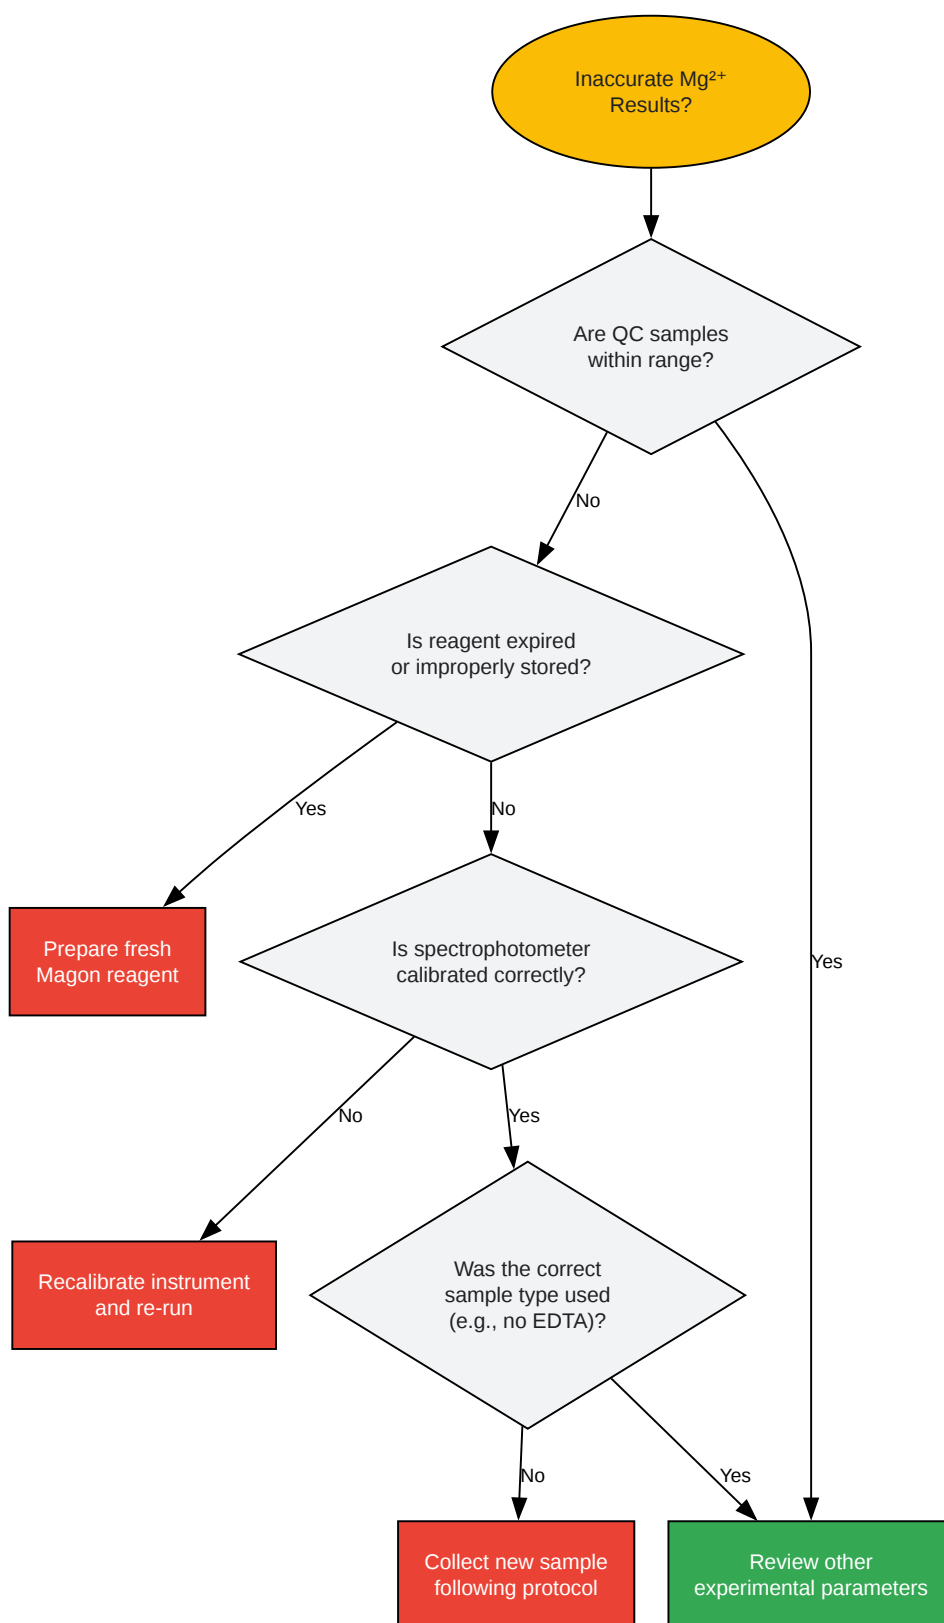 Inaccurate Mg²⁺
Results?
Are QC samples
within range?
No
Is reagent expired
or improperly stored?
Yes
No
Prepare fresh
Magon reagent
Is spectrophotometer
calibrated correctly?
Yes
No
Yes
Recalibrate instrument
and re-run
Was the correct
sample type used
(e.g., no EDTA)?
No
Yes
Collect new sample
following protocol
Review other
experimental parameters